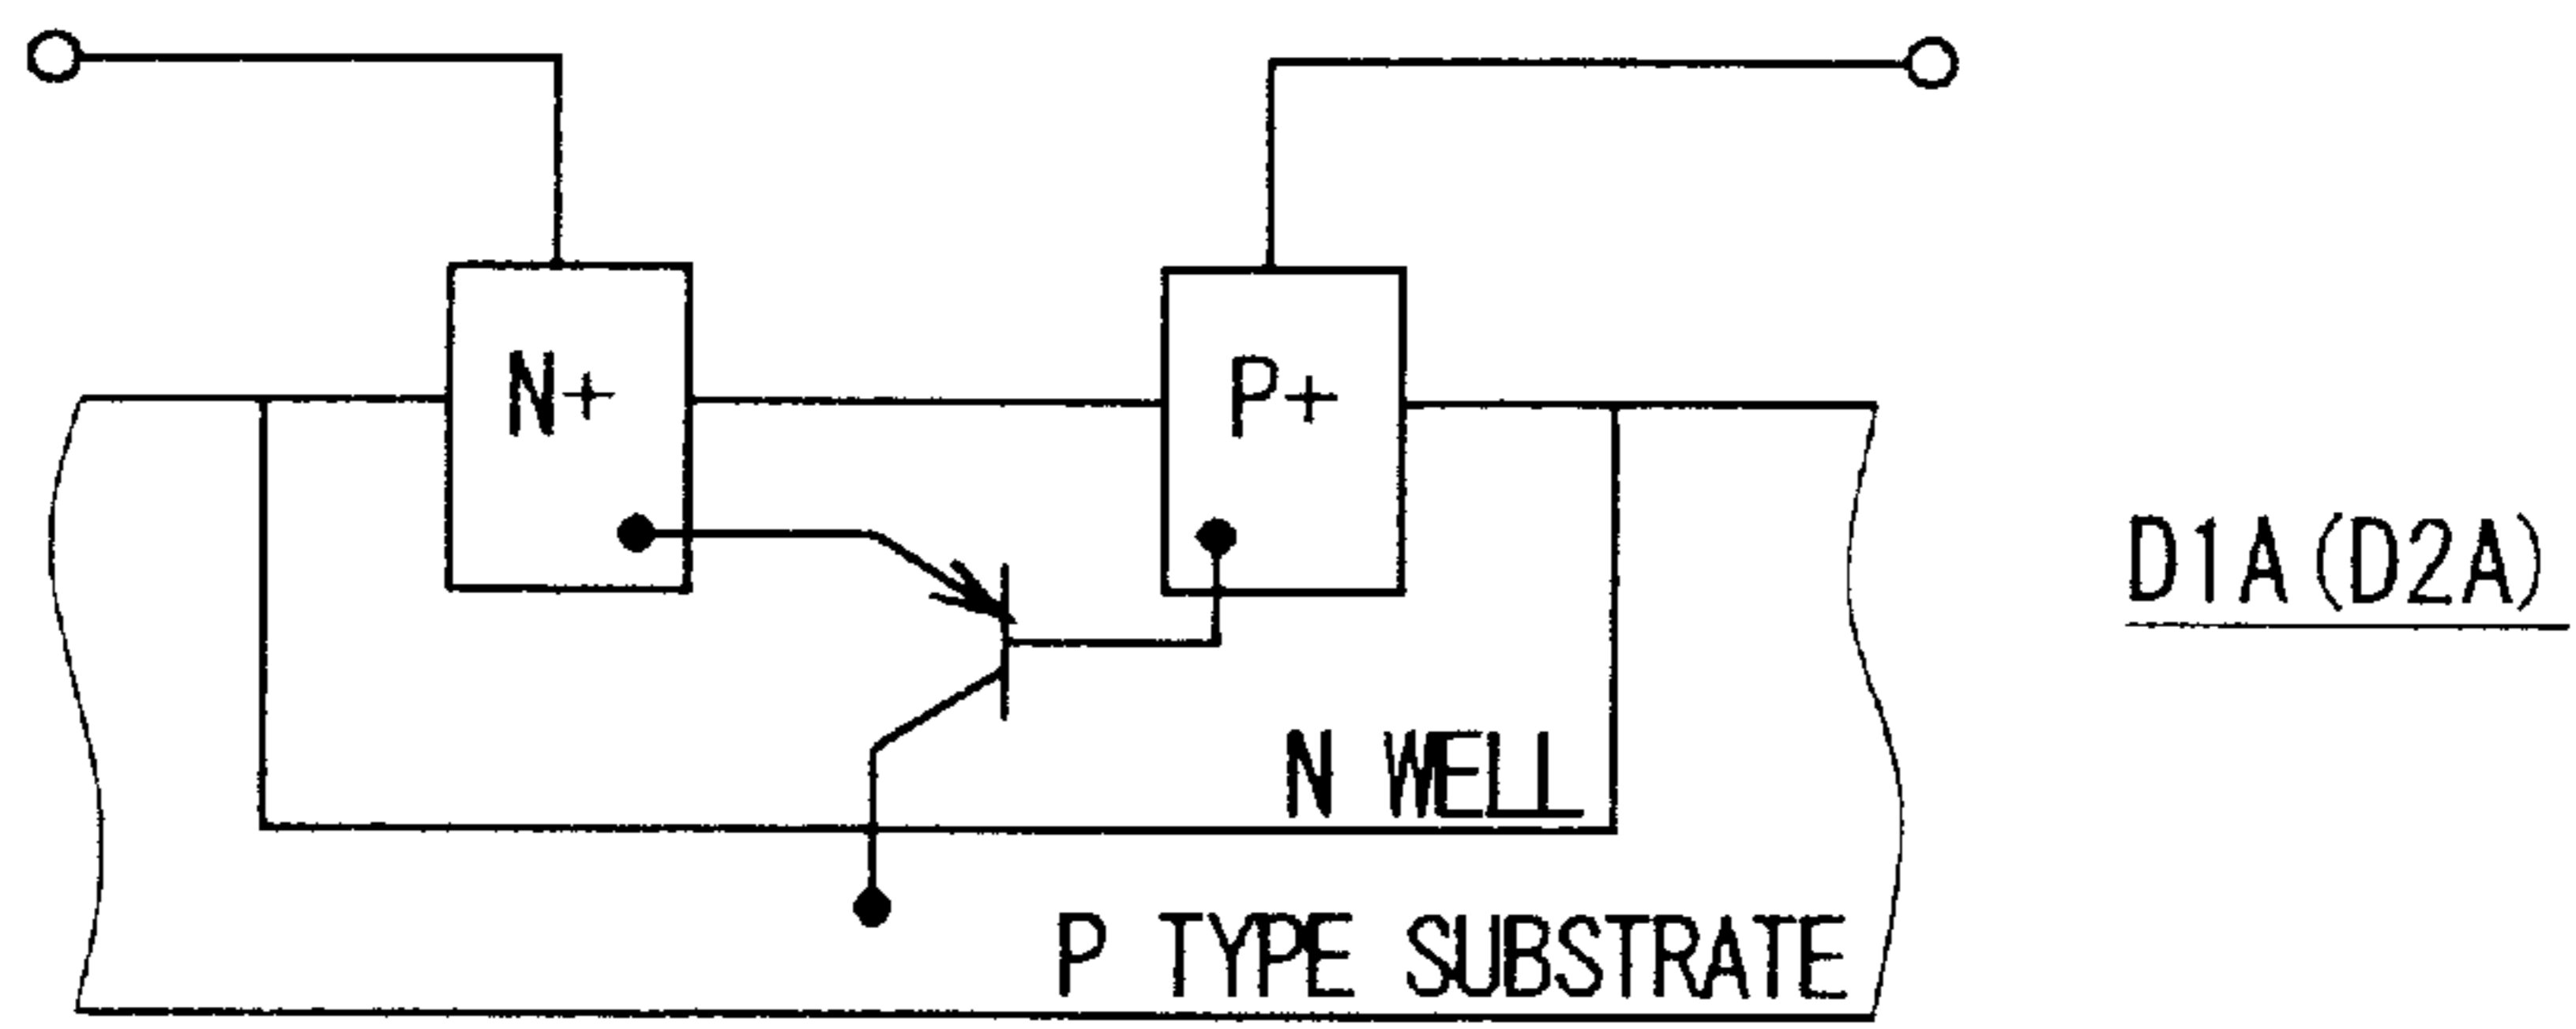 N+
P+
D1A(D2A)
N WELL
P TYPE SUBSTRATE